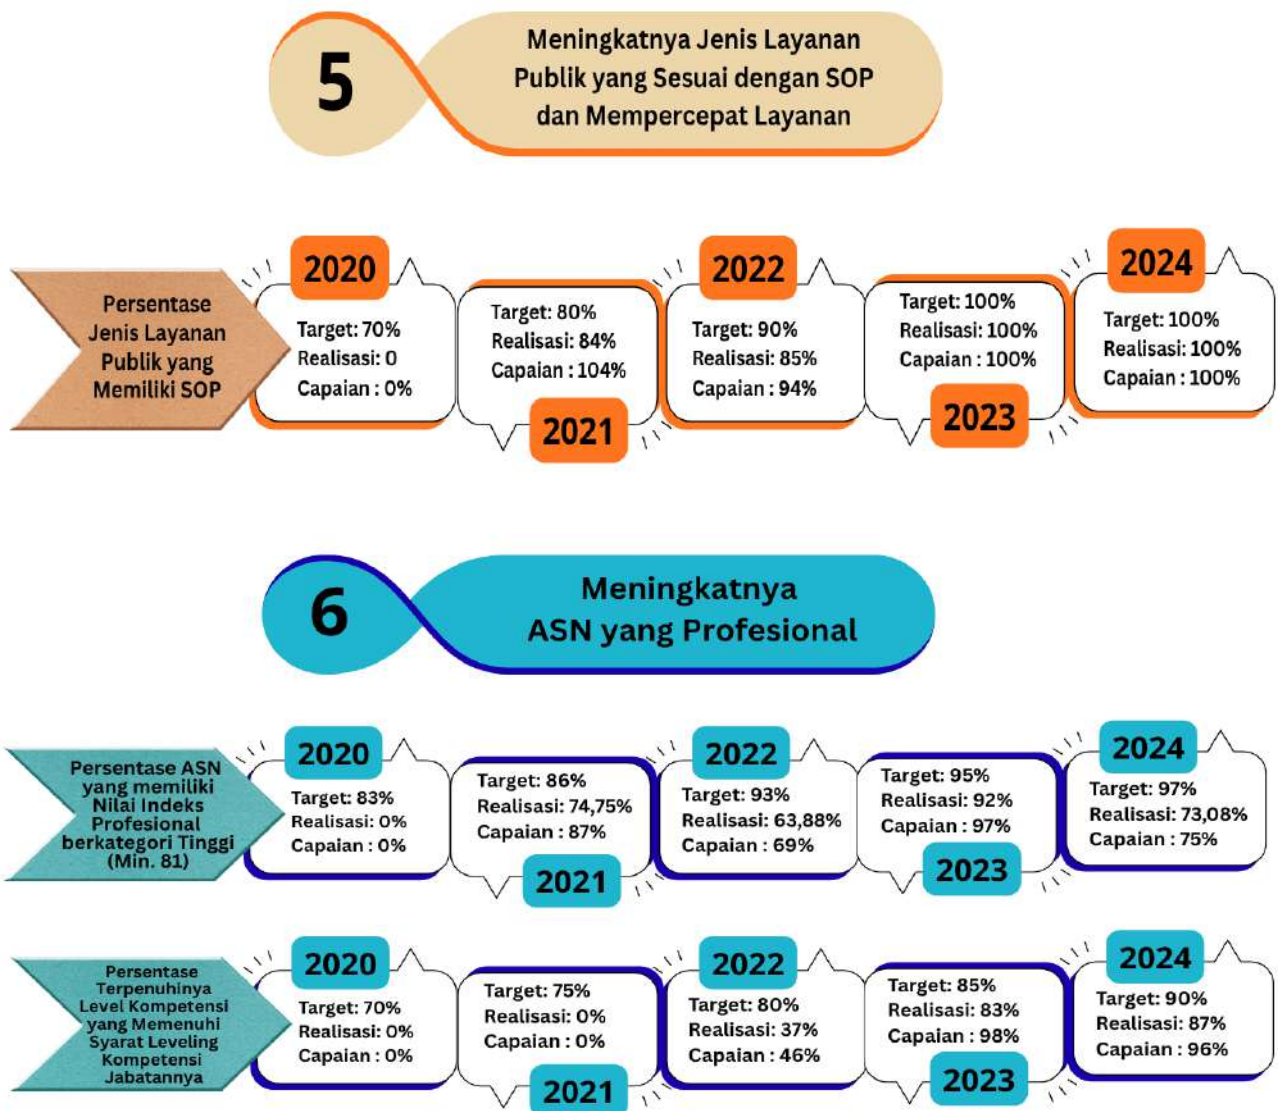 5
Meningkatnya Jenis Layanan
Publik yang Sesuai dengan SOP
dan Mempercepat Layanan
Persentase
Jenis Layanan
Publik yang
Memiliki SOP
2020
Target: 70%
Realisasi: 0
Capaian : 0%
Target: 80%
Realisasi: 84%
Capaian : 104%
2021
2022
Target: 90%
Realisasi: 85%
Capaian : 94%
Target: 100%
Realisasi: 100%
Capaian : 100%
2023
2024
Target: 100%
Realisasi: 100%
Capaian : 100%
6
Meningkatnya
ASN yang Profesional
Persentase ASN
yang memiliki
Nilai Indeks
Profesional
berkategori Tinggi
(Min. 81)
2020
Target: 83%
Realisasi: 0%
Capaian : 0%
Target: 86%
Realisasi: 74,75%
Capaian : 87%
2021
2022
Target: 93%
Realisasi: 63,88%
Capaian : 69%
Target: 95%
Realisasi: 92%
Capaian : 97%
2023
2024
Target: 97%
Realisasi: 73,08%
Capaian : 75%
Persentase
Terpenuhinya
Level Kompetensi
yang Memenuhi
Syarat Leveling
Kompetensi
Jabatannya
2020
Target: 70%
Realisasi: 0%
Capaian : 0%
Target: 75%
Realisasi: 0%
Capaian : 0%
2021
2022
Target: 80%
Realisasi: 37%
Capaian : 46%
Target: 85%
Realisasi: 83%
Capaian : 98%
2023
2024
Target: 90%
Realisasi: 87%
Capaian : 96%